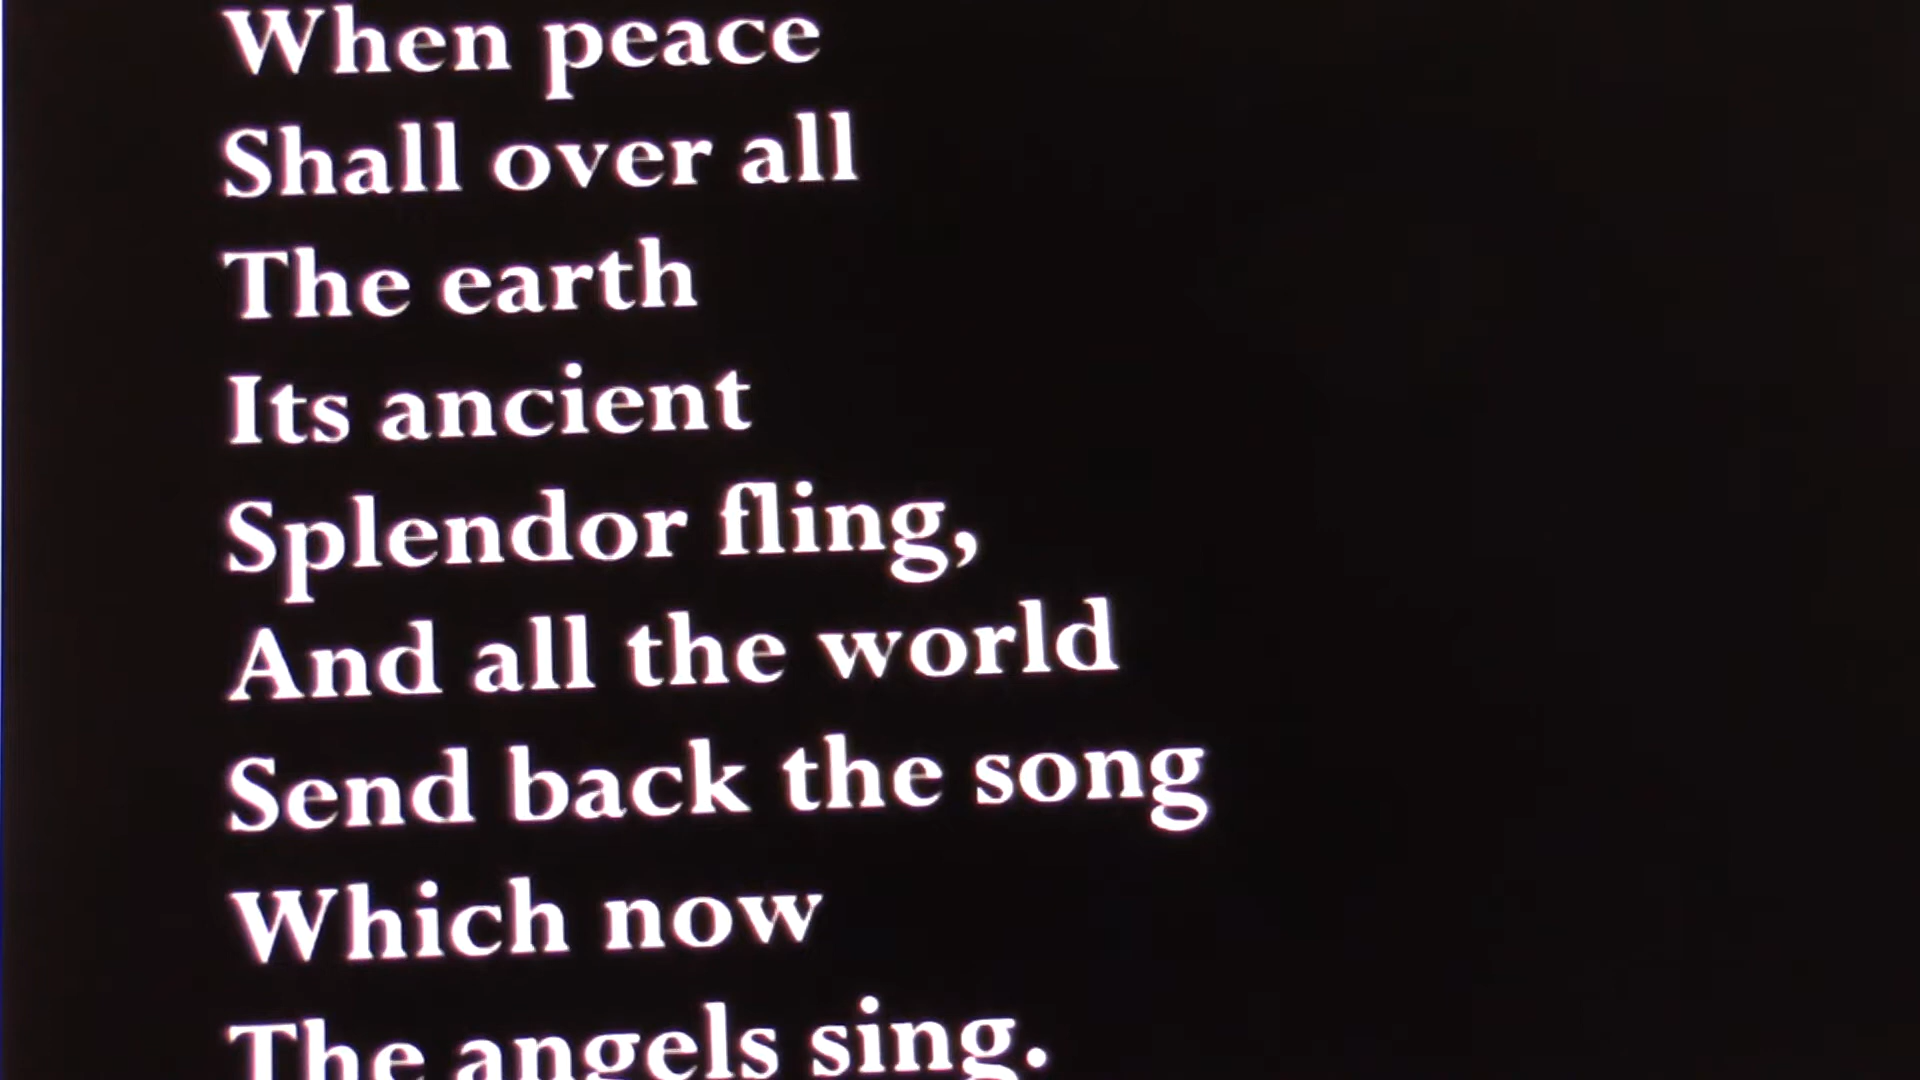 When peace
Shall over all
The earth
Its ancient
Splendor fling,
And all the world
Send back the song
Which now
The angels sing.